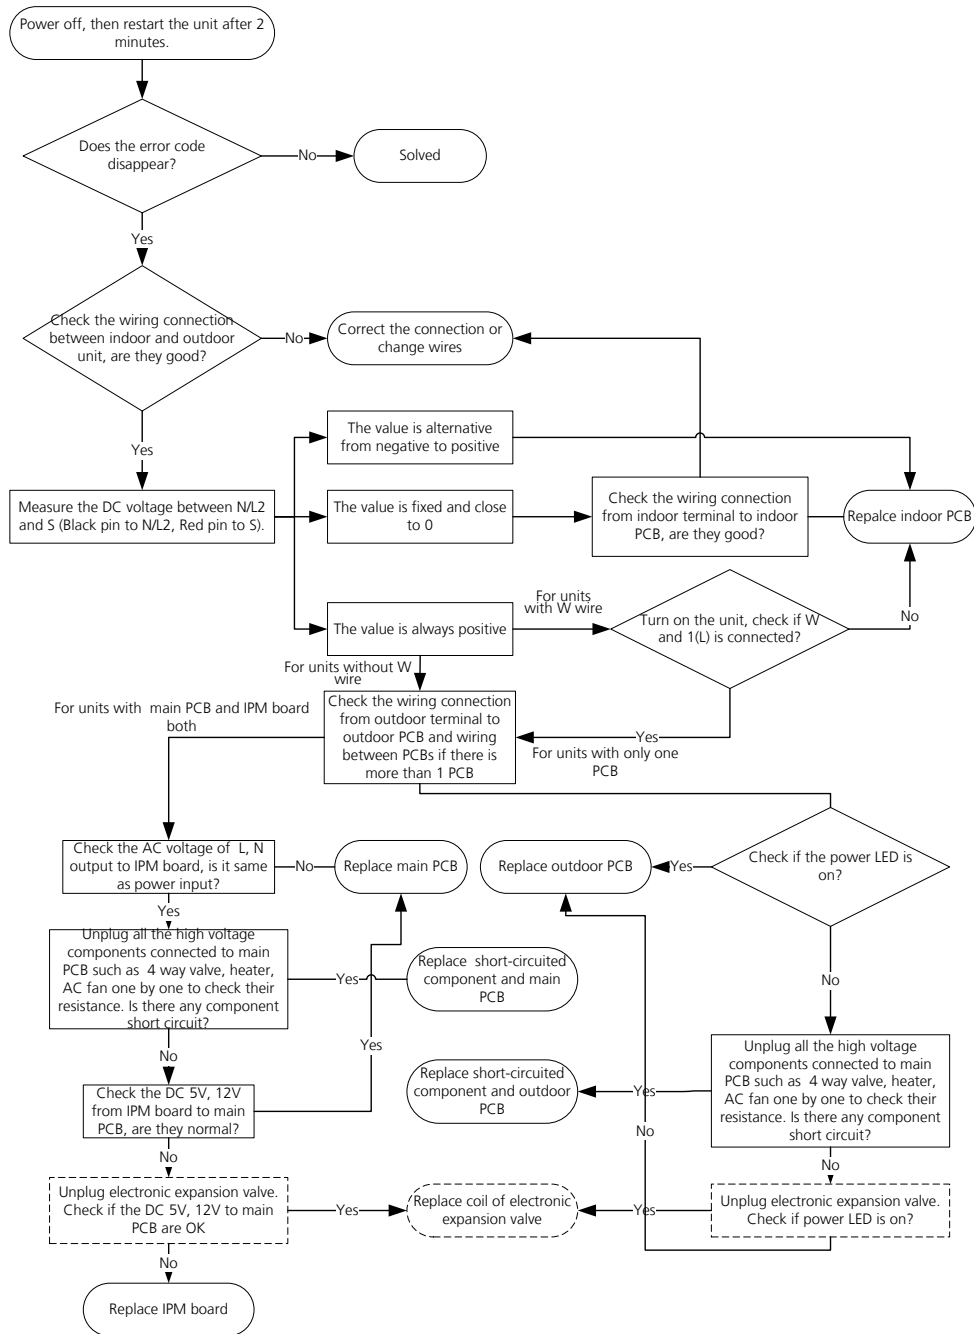 Power off, then restart the unit after 2
minutes.
Does the error code
disappear?
No
Solved
Yes
Check the wiring connection
between indoor and outdoor
unit, are they good?
No
Correct the connection or
change wires
Yes
The value is alternative
from negative to positive
Measure the DC voltage between N/L2
and S (Black pin to N/L2, Red pin to S).
The value is fixed and close
to 0
Check the wiring connection
from indoor terminal to indoor
PCB, are they good?
Repalce indoor PCB
The value is always positive
For units
with W wire
Turn on the unit, check if W
and 1(L) is connected?
No
For units without W
wire
For units with  main PCB and IPM board
both
Check the wiring connection
from outdoor terminal to
outdoor PCB and wiring
between PCBs if there is
more than 1 PCB
Yes
For units with only one
PCB
Check the AC voltage of  L, N
output to IPM board, is it same
as power input?
No
Replace main PCB
Replace outdoor PCB
Yes
Check if the power LED is
on?
Yes
Unplug all the high voltage
components connected to main
PCB such as  4 way valve, heater,
AC fan one by one to check their
resistance. Is there any component
short circuit?
Yes
Replace  short-circuited
component and main
PCB
No
No
Yes
Check the DC 5V, 12V
from IPM board to main
PCB, are they normal?
Replace short-circuited
component and outdoor
PCB
Yes
Unplug all the high voltage
components connected to main
PCB such as  4 way valve, heater,
AC fan one by one to check their
resistance. Is there any component
short circuit?
No
No
No
Unplug electronic expansion valve.
Check if the DC 5V, 12V to main
PCB are OK
Yes
Replace coil of electronic
expansion valve
Yes
Unplug electronic expansion valve.
Check if power LED is on?
No
Replace IPM board